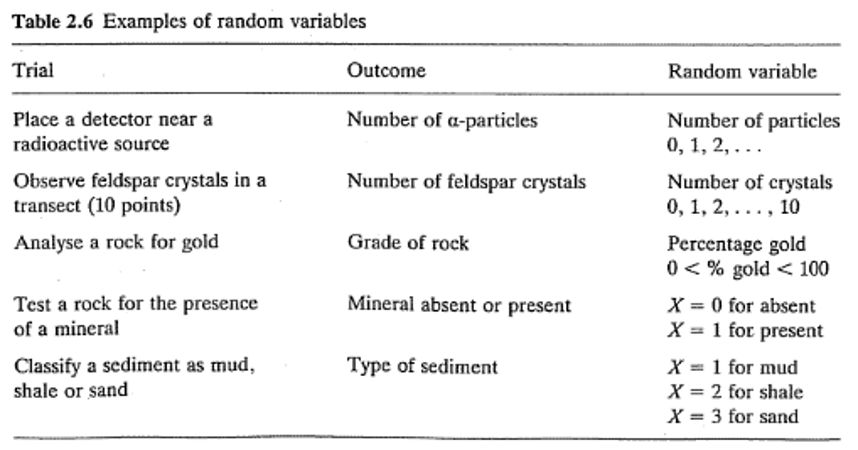 Table 2.6 Examples of random variables
Trial Outcome Random variable
Place a detector near a Number of α-particles Number of particles
radioactive source 0, 1, 2, . . .
Observe feldspar crystals in a Number of feldspar crystals Number of crystals
transect (10 points) 0, 1, 2, . . . , 10
Analyse a rock for gold Grade of rock Percentage gold
0 < % gold < 100
Test a rock for the presence Mineral absent or present X = 0 for absent
of a mineral X = 1 for present
Classify a sediment as mud, Type of sediment X = 1 for mud
shale or sand X = 2 for shale
X = 3 for sand